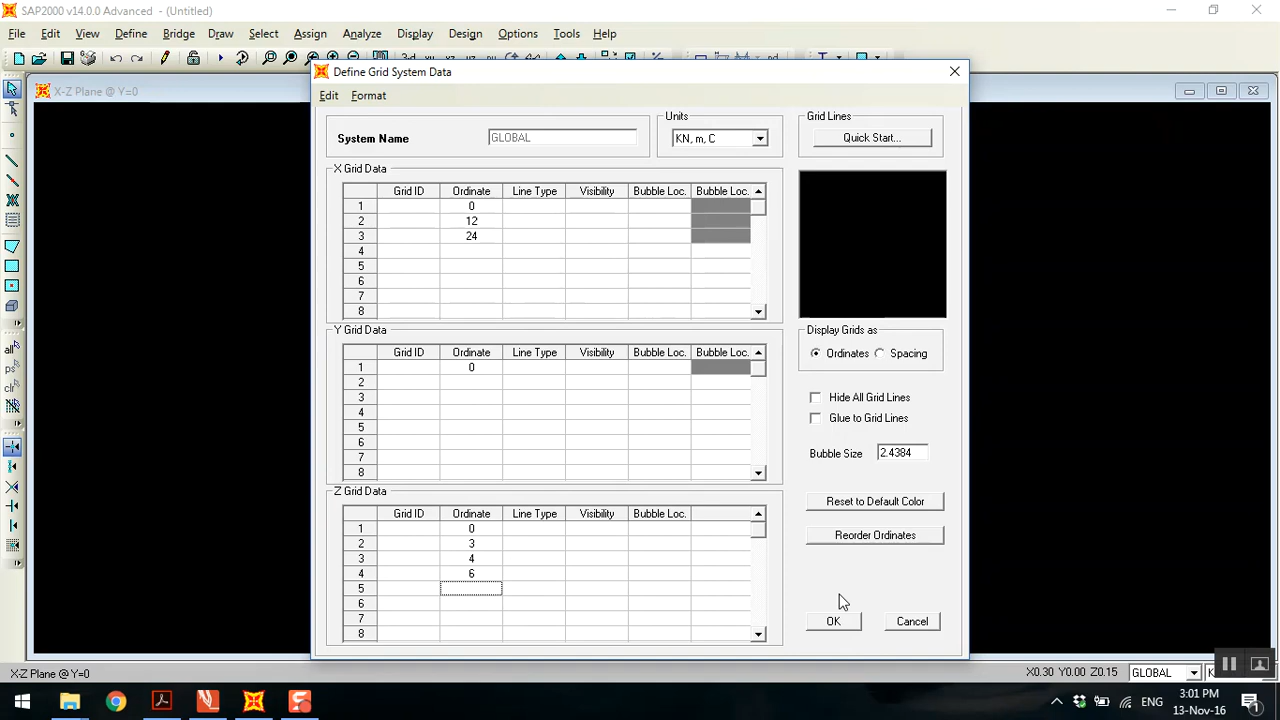 SAP2000 v14.0.0 Advanced - (Untitled)
File Edit View Define Bridge Draw Select Assign Analyze Display Design Options Tools Help
X-Z Plane @ Y=0
Define Grid System Data
Edit Format
System Name GLOBAL
Units
KN, m, C
Grid Lines
Quick Start...
X Grid Data
Grid ID Ordinate Line Type Visibility Bubble Loc. Bubble Loc.
1 0
2 12
3 24
4
5
6
7
8
Y Grid Data
Grid ID Ordinate Line Type Visibility Bubble Loc. Bubble Loc.
1 0
2
3
4
5
6
7
8
Z Grid Data
Grid ID Ordinate Line Type Visibility Bubble Loc.
1 0
2 3
3 4
4 6
5
6
7
8
Display Grids as
Ordinates Spacing
Hide All Grid Lines
Glue to Grid Lines
Bubble Size 2.4384
Reset to Default Color
Reorder Ordinates
OK Cancel
all
ps
clr
X-Z Plane @ Y=0
X0.30 Y0.00 Z0.15
GLOBAL
ENG
3:01 PM
13-Nov-16